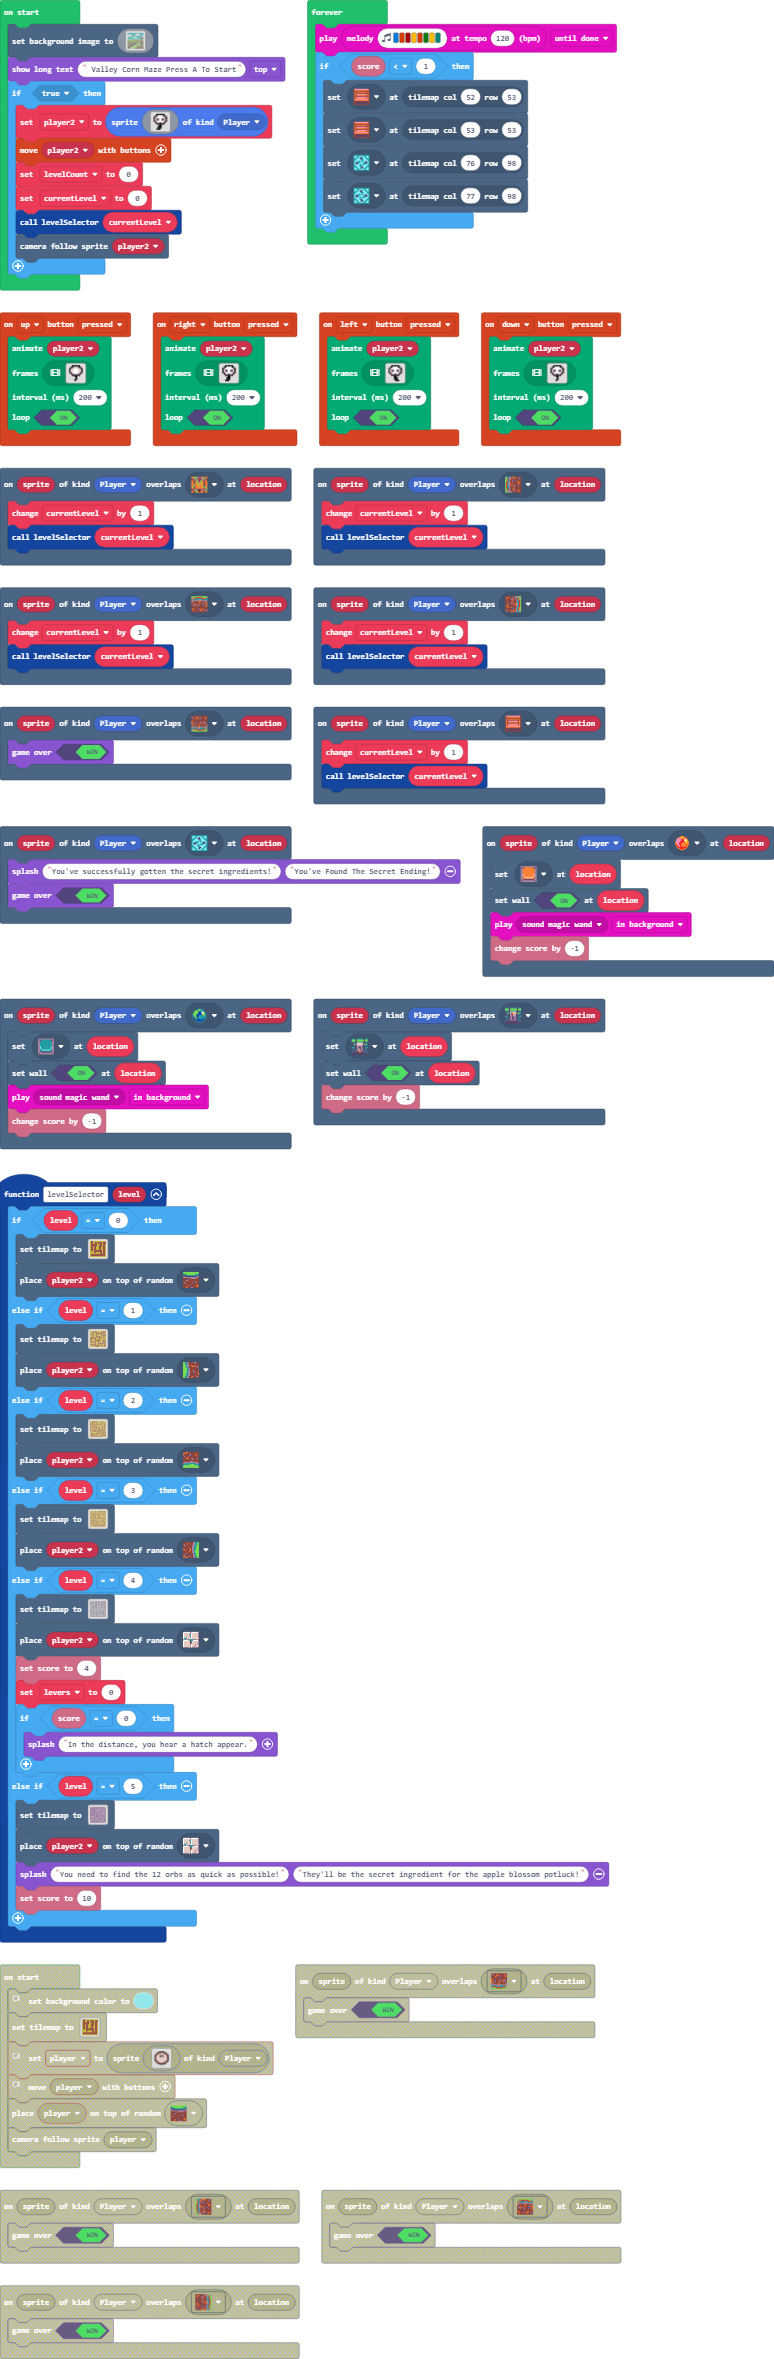 on start
set background image to
show long text " Valley Corn Maze Press A To Start " top
if true then
set player2 to sprite of kind Player
move player2 with buttons
set levelCount to 0
set currentLevel to 0
call levelSelector currentLevel
camera follow sprite player2
forever
play melody at tempo 120 (bpm) until done
if score < 1 then
set at tilemap col 52 row 53
set at tilemap col 53 row 53
set at tilemap col 76 row 98
set at tilemap col 77 row 98
on up button pressed
animate player2
frames
interval (ms) 200
loop ON
on right button pressed
animate player2
frames
interval (ms) 200
loop ON
on left button pressed
animate player2
frames
interval (ms) 200
loop ON
on down button pressed
animate player2
frames
interval (ms) 200
loop ON
on sprite of kind Player overlaps at location
change currentLevel by 1
call levelSelector currentLevel
on sprite of kind Player overlaps at location
change currentLevel by 1
call levelSelector currentLevel
on sprite of kind Player overlaps at location
change currentLevel by 1
call levelSelector currentLevel
on sprite of kind Player overlaps at location
change currentLevel by 1
call levelSelector currentLevel
on sprite of kind Player overlaps at location
game over WIN
on sprite of kind Player overlaps at location
change currentLevel by 1
call levelSelector currentLevel
on sprite of kind Player overlaps at location
splash "You've successfully gotten the secret ingredients!" "You've Found The Secret Ending!"
game over WIN
on sprite of kind Player overlaps at location
set at location
set wall ON at location
play sound magic wand in background
change score by -1
on sprite of kind Player overlaps at location
set at location
set wall ON at location
play sound magic wand in background
change score by -1
on sprite of kind Player overlaps at location
set at location
set wall ON at location
change score by -1
function levelSelector level
if level = 0 then
set tilemap to
place player2 on top of random
else if level = 1 then
set tilemap to
place player2 on top of random
else if level = 2 then
set tilemap to
place player2 on top of random
else if level = 3 then
set tilemap to
place player2 on top of random
else if level = 4 then
set tilemap to
place player2 on top of random
set score to 4
set levers to 0
if score = 0 then
splash "In the distance, you hear a hatch appear."
else if level = 5 then
set tilemap to
place player2 on top of random
splash "You need to find the 12 orbs as quick as possible!" "They'll be the secret ingredient for the apple blossom potluck!"
set score to 10
on start
set background color to
set tilemap to
set player to sprite of kind Player
move player with buttons
place player on top of random
camera follow sprite player
on sprite of kind Player overlaps at location
game over WIN
on sprite of kind Player overlaps at location
game over WIN
on sprite of kind Player overlaps at location
game over WIN
on sprite of kind Player overlaps at location
game over WIN